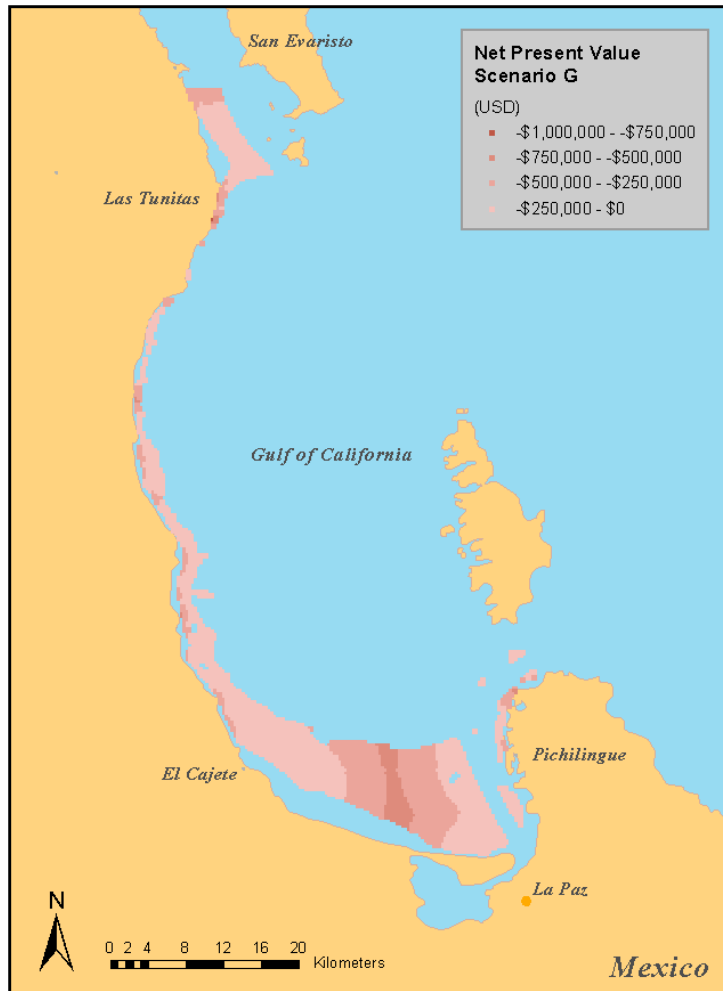 San Evaristo
Net Present Value
Scenario G
(USD)
-$1,000,000 - -$750,000
-$750,000 - -$500,000
-$500,000 - -$250,000
-$250,000 - $0
Las Tunitas
Gulf of California
El Cajete
Pichilingue
La Paz
N
0 2 4 8 12 16 20
Kilometers
Mexico